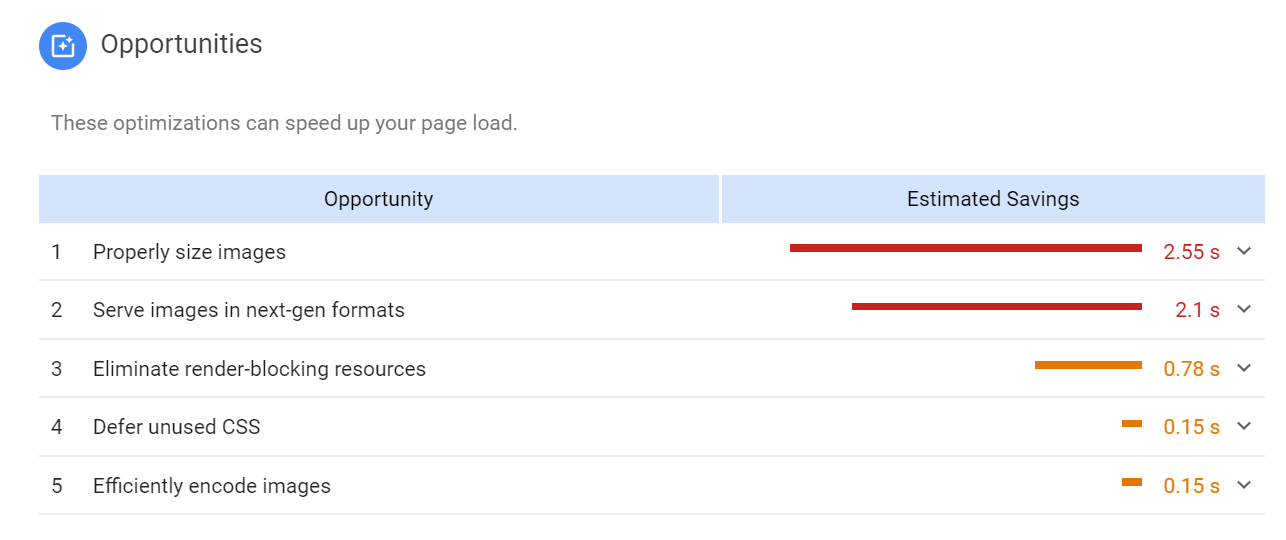 Opportunities
These optimizations can speed up your page load.
Opportunity Estimated Savings
1 Properly size images 2.55 s
2 Serve images in next-gen formats 2.1 s
3 Eliminate render-blocking resources 0.78 s
4 Defer unused CSS 0.15 s
5 Efficiently encode images 0.15 s